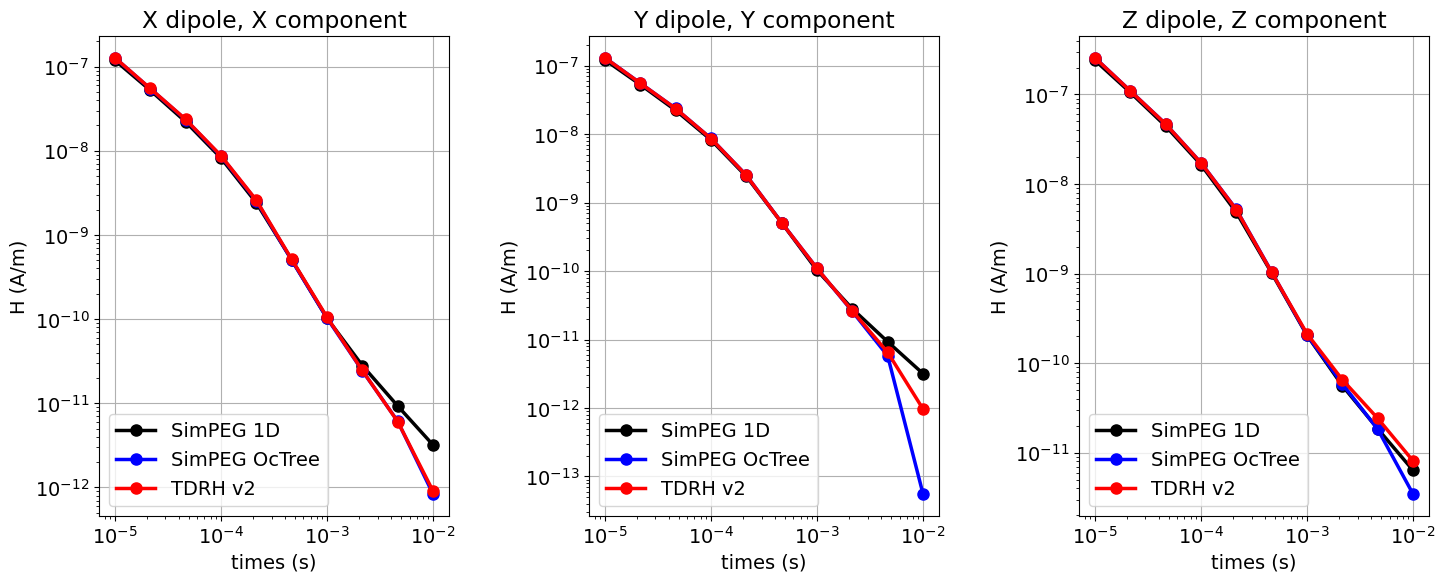 X dipole, X component
H (A/m)
10⁻⁷
10⁻⁸
10⁻⁹
10⁻¹⁰
10⁻¹¹
10⁻¹²
SimPEG 1D
SimPEG OcTree
TDRH v2
10⁻⁵ 10⁻⁴ 10⁻³ 10⁻²
times (s)
Y dipole, Y component
H (A/m)
10⁻⁷
10⁻⁸
10⁻⁹
10⁻¹⁰
10⁻¹¹
10⁻¹²
10⁻¹³
SimPEG 1D
SimPEG OcTree
TDRH v2
10⁻⁵ 10⁻⁴ 10⁻³ 10⁻²
times (s)
Z dipole, Z component
H (A/m)
10⁻⁷
10⁻⁸
10⁻⁹
10⁻¹⁰
10⁻¹¹
SimPEG 1D
SimPEG OcTree
TDRH v2
10⁻⁵ 10⁻⁴ 10⁻³ 10⁻²
times (s)